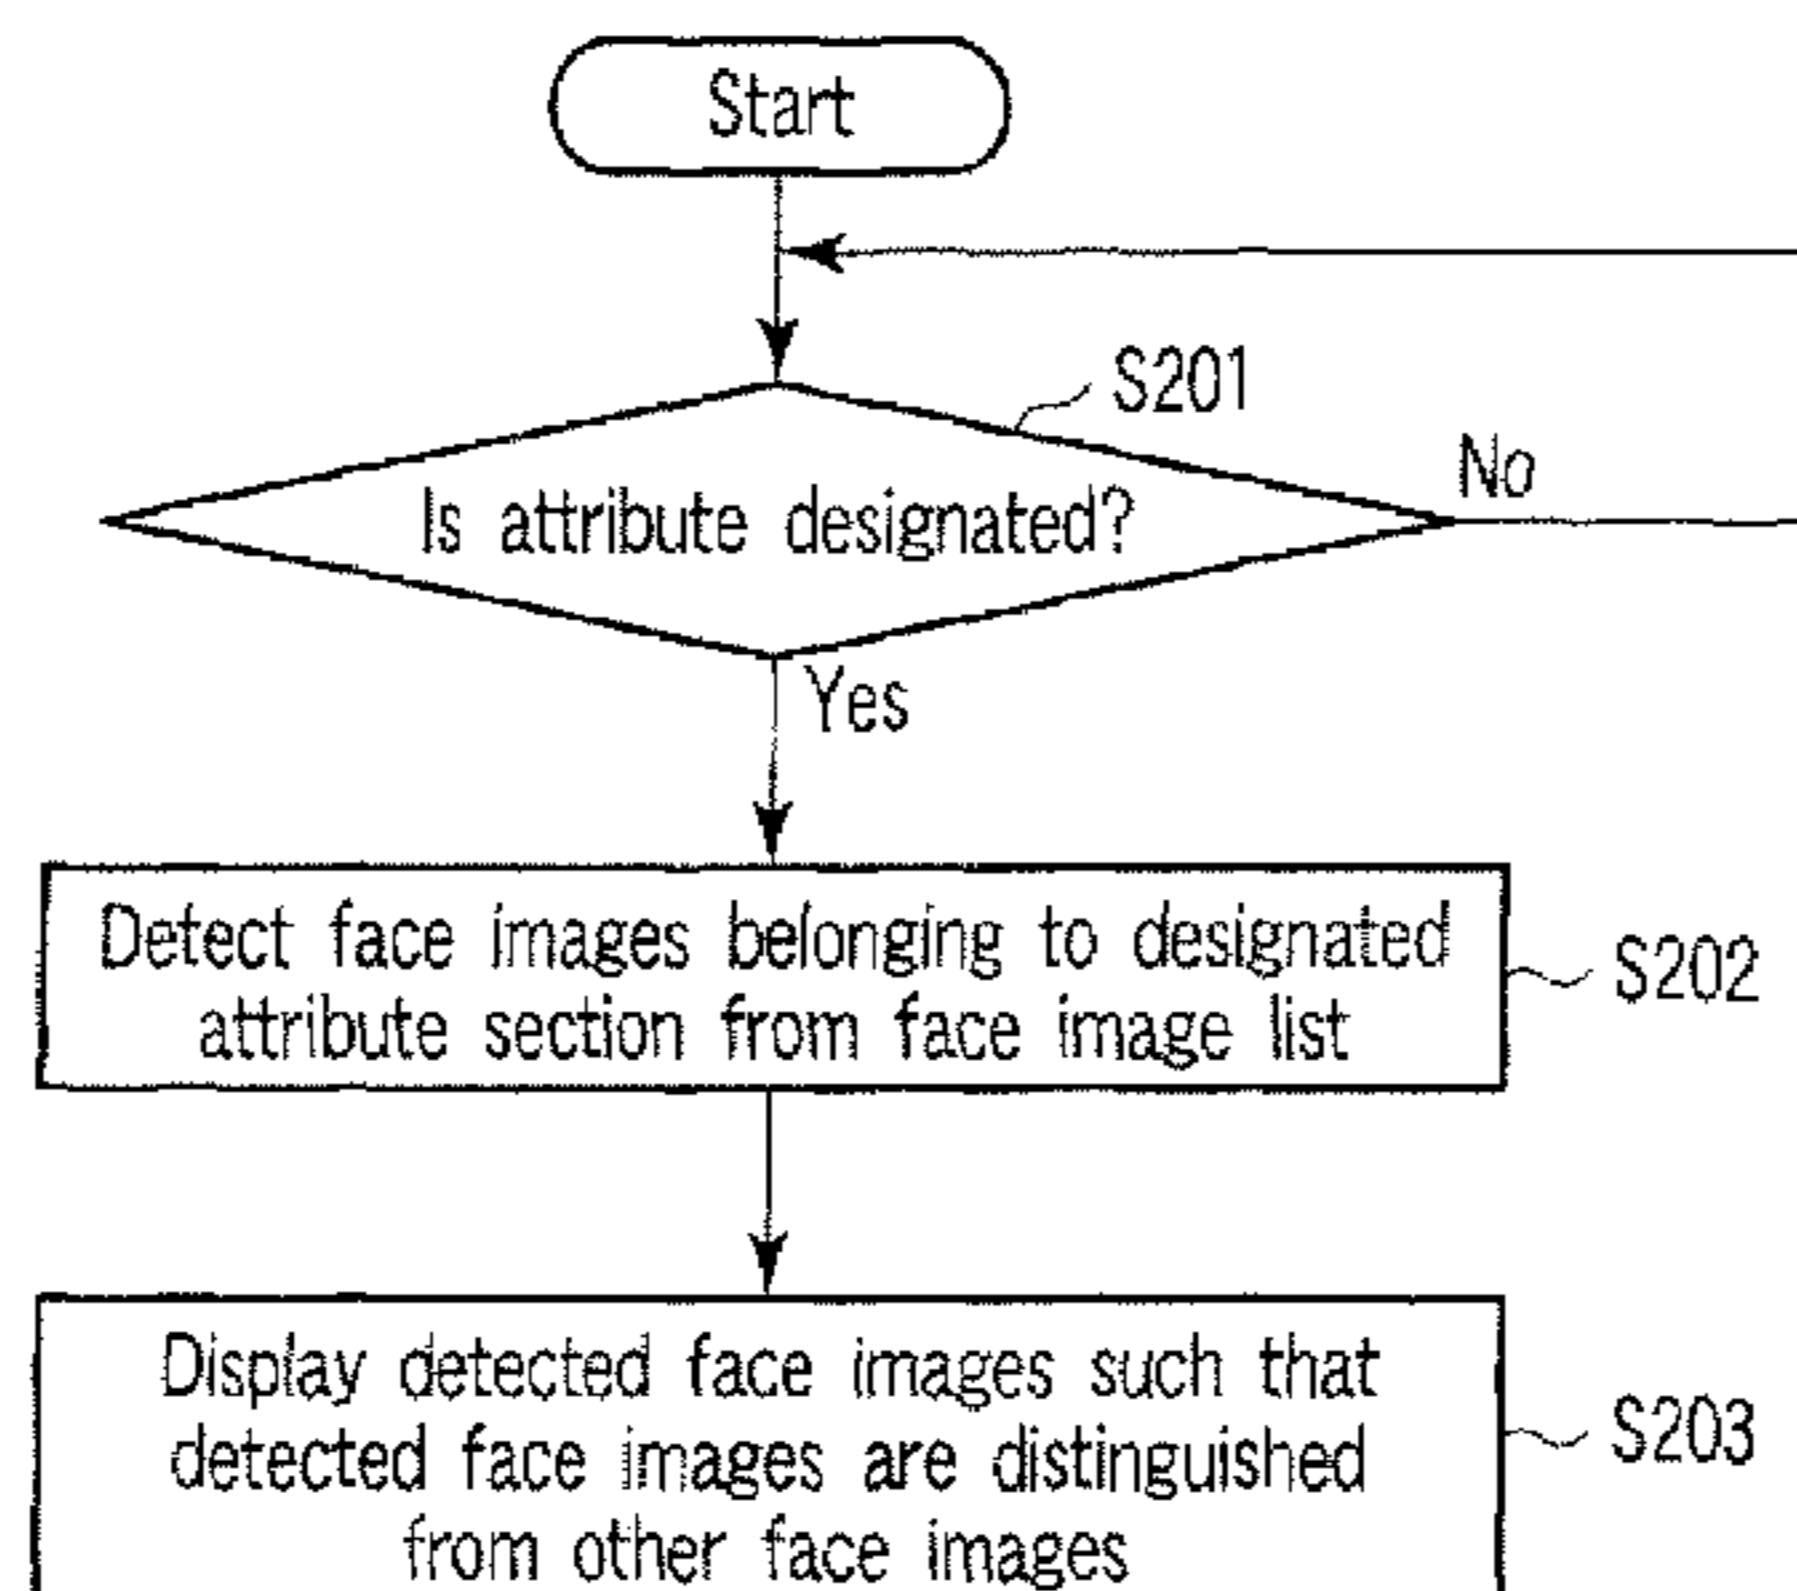 Start
S201
No
Is attribute designated?
Yes
Detect face images belonging to designated
attribute section from face image list
S202
Display detected face images such that
detected face images are distinguished
from other face images
S203